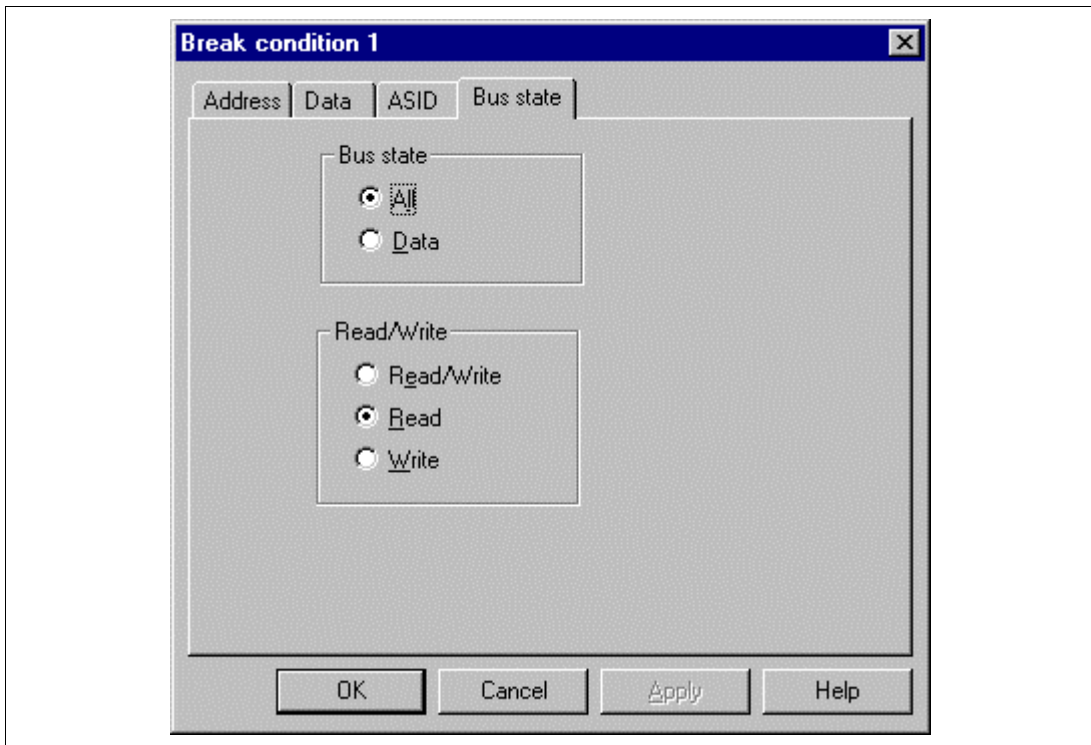 Break condition 1
Address Data ASID Bus state
Bus state
All
Data
Read/Write
Read/Write
Read
Write
OK Cancel Apply Help